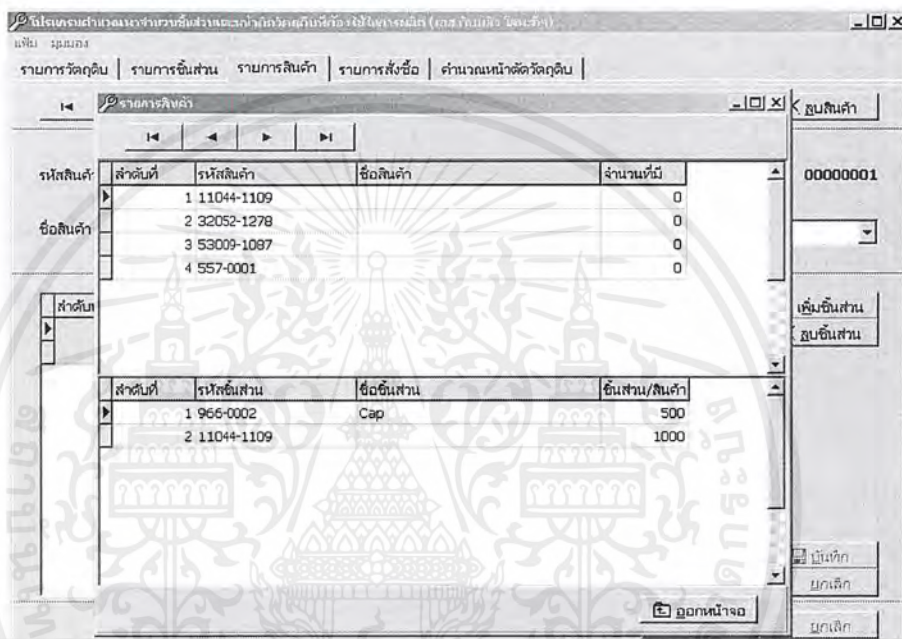 แฟ้ม มุมมอง
รายการวัตถุดิบ รายการชิ้นส่วน รายการสินค้า รายการสั่งซื้อ คำนวณหน้าตัดวัตถุดิบ
รายการสินค้า
ลบสินค้า
รหัสสินค้า 00000001
ชื่อสินค้า
ลำดับที่ รหัสสินค้า ชื่อสินค้า จำนวนที่มี
1 11044-1109 0
2 32052-1278 0
3 53009-1087 0
4 557-0001 0
เพิ่มชิ้นส่วน
ลบชิ้นส่วน
ลำดับที่ รหัสชิ้นส่วน ชื่อชิ้นส่วน ชิ้นส่วน/สินค้า
1 966-0002 Cap 500
2 11044-1109 1000
บันทึก
ยกเลิก
ออกหน้าจอ
ยกเลิก